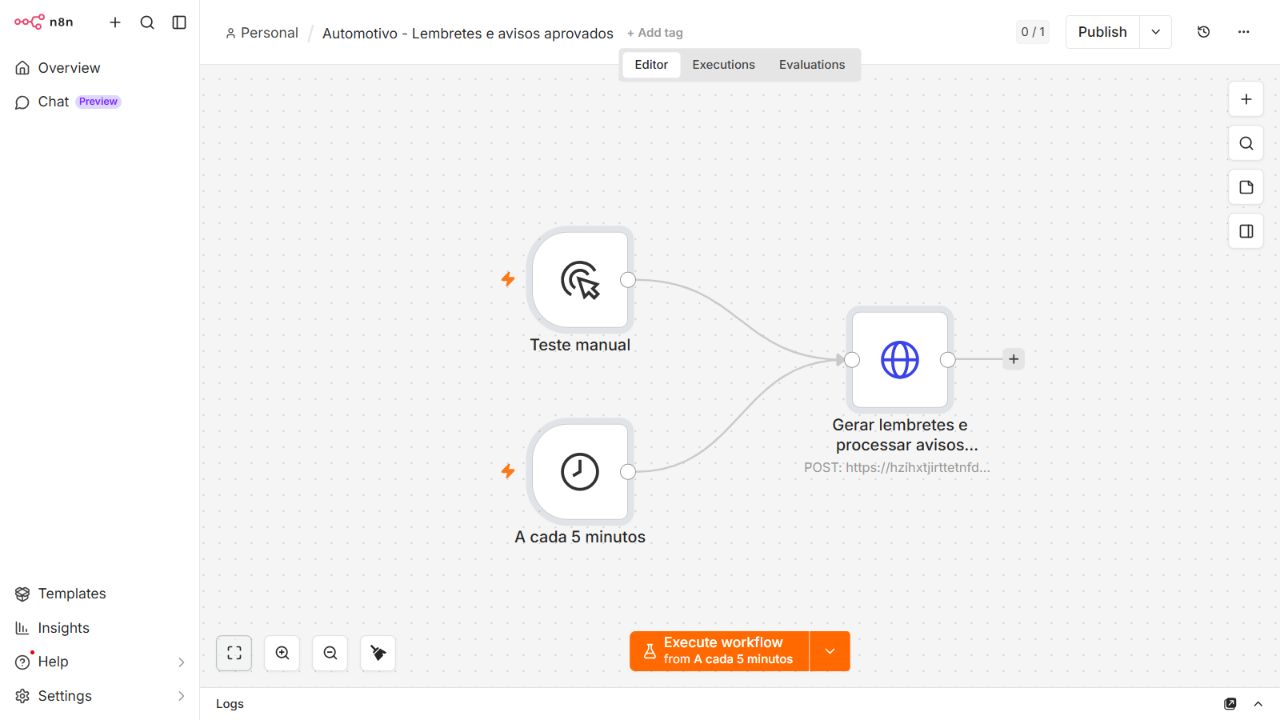 n8n
Personal / Automotivo - Lembretes e avisos aprovados + Add tag
0 / 1
Publish
Editor Executions Evaluations
Overview
Chat Preview
Teste manual
Gerar lembretes e
processar avisos...
POST: https://hzihxtjirttetnfd...
A cada 5 minutos
Templates
Insights
Help
Settings
Execute workflow
from A cada 5 minutos
Logs